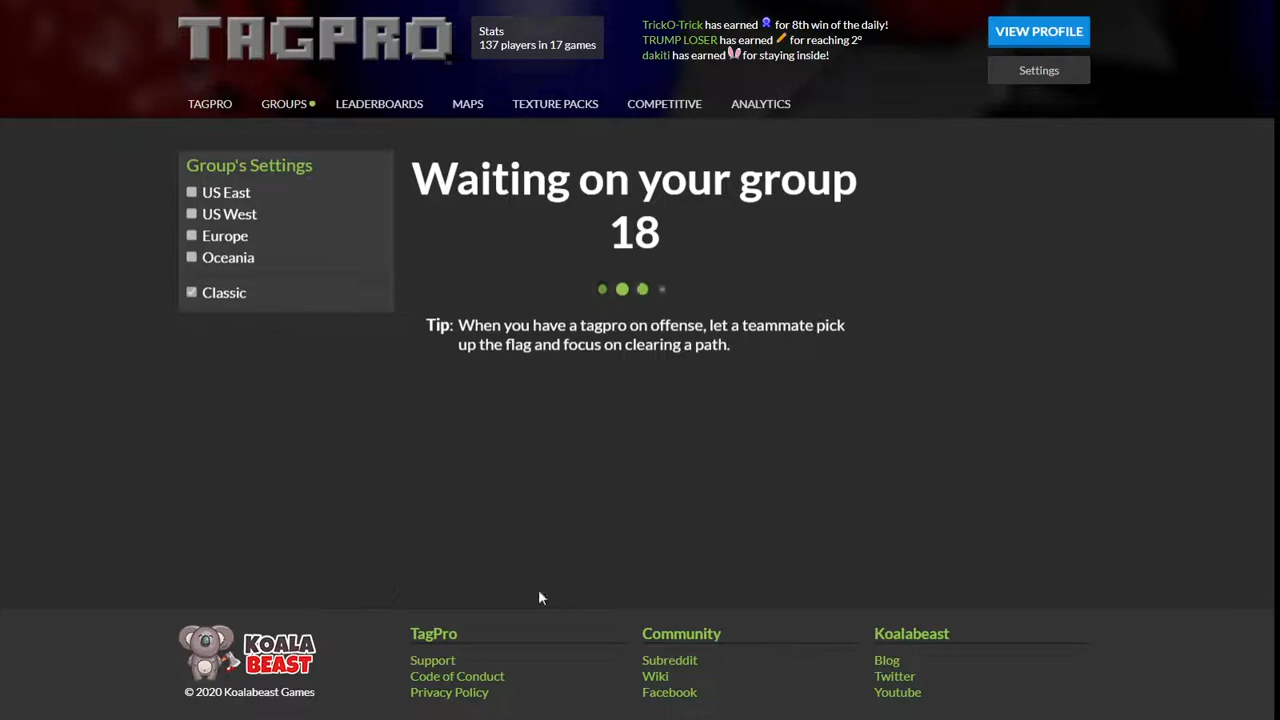 TAGPRO
Stats
137 players in 17 games
TrickO-Trick has earned for 8th win of the daily!
TRUMP LOSER has earned for reaching 2°
dakiti has earned for staying inside!
VIEW PROFILE
Settings
TAGPRO GROUPS LEADERBOARDS MAPS TEXTURE PACKS COMPETITIVE ANALYTICS
Group's Settings
US East
US West
Europe
Oceania
Classic
Waiting on your group
18
Tip: When you have a tagpro on offense, let a teammate pick
up the flag and focus on clearing a path.
KOALA
BEAST
© 2020 Koalabeast Games
TagPro
Support
Code of Conduct
Privacy Policy
Community
Subreddit
Wiki
Facebook
Koalabeast
Blog
Twitter
Youtube